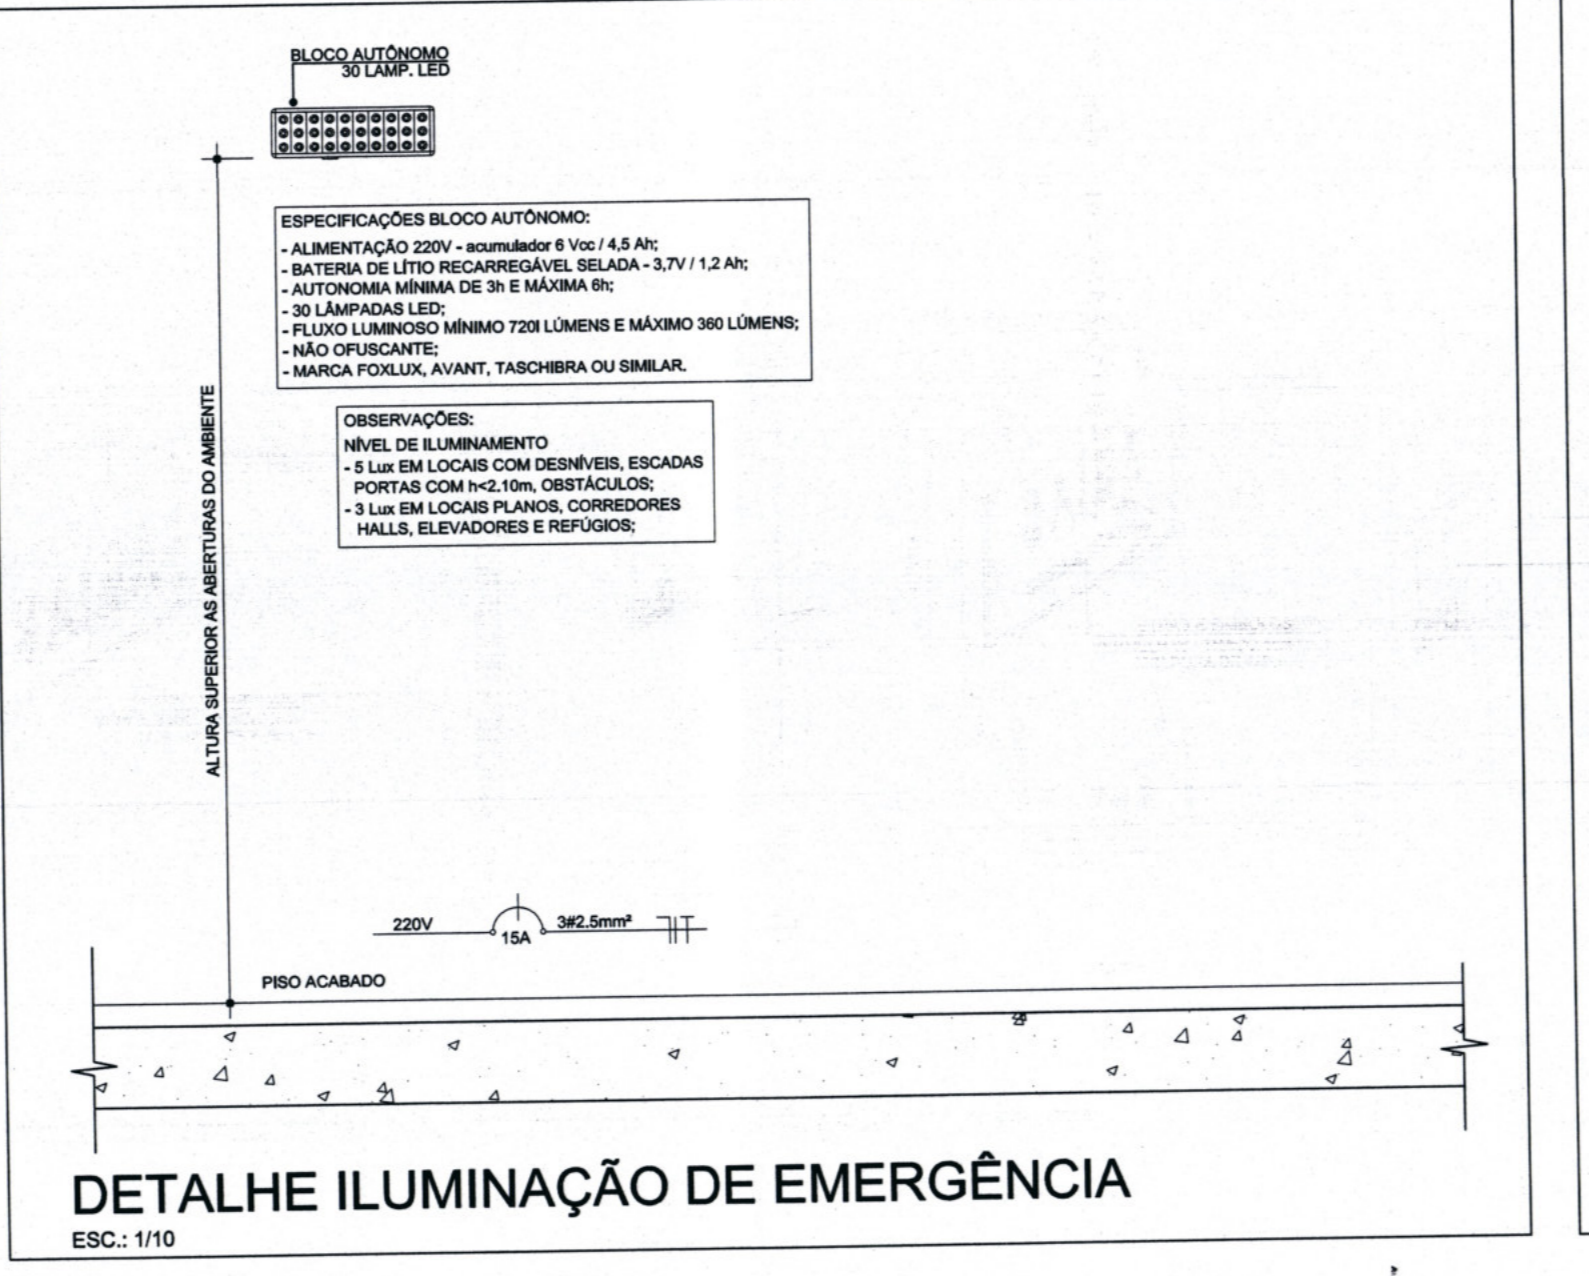 BLOCO AUTÔNOMO
30 LAMP. LED
ESPECIFICAÇÕES BLOCO AUTÔNOMO:
- ALIMENTAÇÃO 220V - acumulador 6 Vcc / 4,5 Ah;
- BATERIA DE LÍTIO RECARREGÁVEL SELADA - 3,7V / 1,2 Ah;
- AUTONOMIA MÍNIMA DE 3h E MÁXIMA 6h;
- 30 LÂMPADAS LED;
- FLUXO LUMINOSO MÍNIMO 720l LÚMENS E MÁXIMO 360 LÚMENS;
- NÃO OFUSCANTE;
- MARCA FOXLUX, AVANT, TASCHIBRA OU SIMILAR.
OBSERVAÇÕES:
NÍVEL DE ILUMINAMENTO
- 5 Lux EM LOCAIS COM DESNÍVEIS, ESCADAS
PORTAS COM h<2.10m, OBSTÁCULOS;
- 3 Lux EM LOCAIS PLANOS, CORREDORES
HALLS, ELEVADORES E REFÚGIOS;
ALTURA SUPERIOR AS ABERTURAS DO AMBIENTE
220V
15A
3#2.5mm²
PISO ACABADO
DETALHE ILUMINAÇÃO DE EMERGÊNCIA
ESC.: 1/10